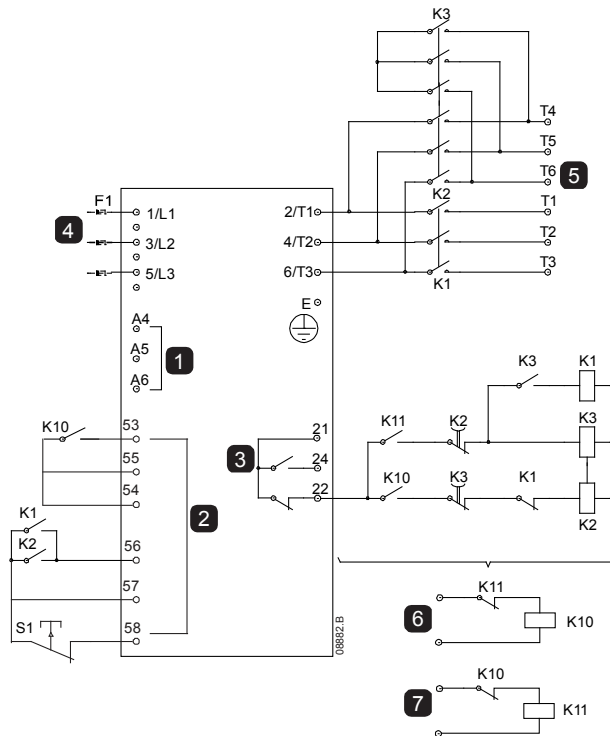 K3
T4
T5
T6
5
K2
T1
T2
T3
K1
F1
4
1/L1
3/L2
5/L3
2/T1
4/T2
6/T3
E
A4
A5
A6
1
K10
53
55
54
K1
K2
56
57
S1
58
2
3
21
24
22
K11
K2
K3
K1
K3
K10
K3
K1
K2
08882.B
6
K11
K10
7
K10
K11